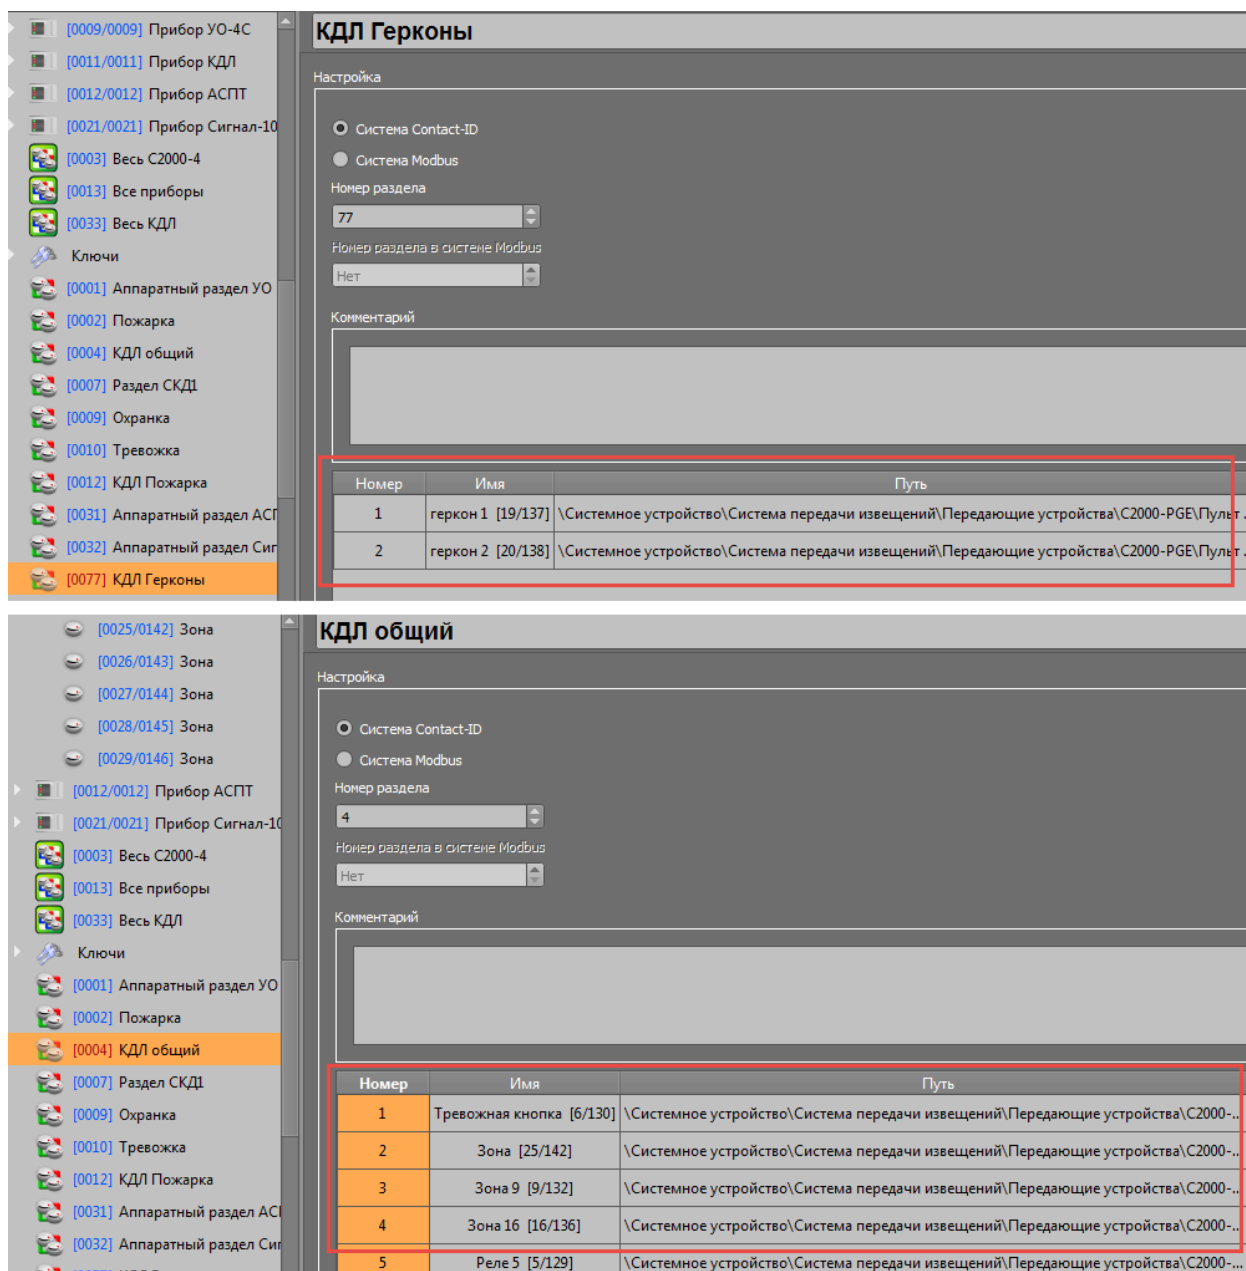 [0009/0009] Прибор УО-4С
[0011/0011] Прибор КДЛ
[0012/0012] Прибор АСПТ
[0021/0021] Прибор Сигнал-10
[0003] Весь С2000-4
[0013] Все приборы
[0033] Весь КДЛ
Ключи
[0001] Аппаратный раздел УО
[0002] Пожарка
[0004] КДЛ общий
[0007] Раздел СКД1
[0009] Охранка
[0010] Тревожка
[0012] КДЛ Пожарка
[0031] Аппаратный раздел АСП
[0032] Аппаратный раздел Сиг
[0077] КДЛ Герконы
КДЛ Герконы
Настройка
Система Contact-ID
Система Modbus
Номер раздела
77
Номер раздела в системе Modbus
Нет
Комментарий
Номер Имя Путь
1 геркон 1 [19/137] \Системное устройство\Система передачи извещений\Передающие устройства\С2000-PGE\Пульт ...
2 геркон 2 [20/138] \Системное устройство\Система передачи извещений\Передающие устройства\С2000-PGE\Пульт ...
[0025/0142] Зона
[0026/0143] Зона
[0027/0144] Зона
[0028/0145] Зона
[0029/0146] Зона
[0012/0012] Прибор АСПТ
[0021/0021] Прибор Сигнал-10
[0003] Весь С2000-4
[0013] Все приборы
[0033] Весь КДЛ
Ключи
[0001] Аппаратный раздел УО
[0002] Пожарка
[0004] КДЛ общий
[0007] Раздел СКД1
[0009] Охранка
[0010] Тревожка
[0012] КДЛ Пожарка
[0031] Аппаратный раздел АСІ
[0032] Аппаратный раздел Сиг
КДЛ общий
Настройка
Система Contact-ID
Система Modbus
Номер раздела
4
Номер раздела в системе Modbus
Нет
Комментарий
Номер Имя Путь
1 Тревожная кнопка [6/130] \Системное устройство\Система передачи извещений\Передающие устройства\С2000-...
2 Зона [25/142] \Системное устройство\Система передачи извещений\Передающие устройства\С2000-...
3 Зона 9 [9/132] \Системное устройство\Система передачи извещений\Передающие устройства\С2000-...
4 Зона 16 [16/136] \Системное устройство\Система передачи извещений\Передающие устройства\С2000-...
5 Реле 5 [5/129] \Системное устройство\Система передачи извещений\Передающие устройства\С2000-...